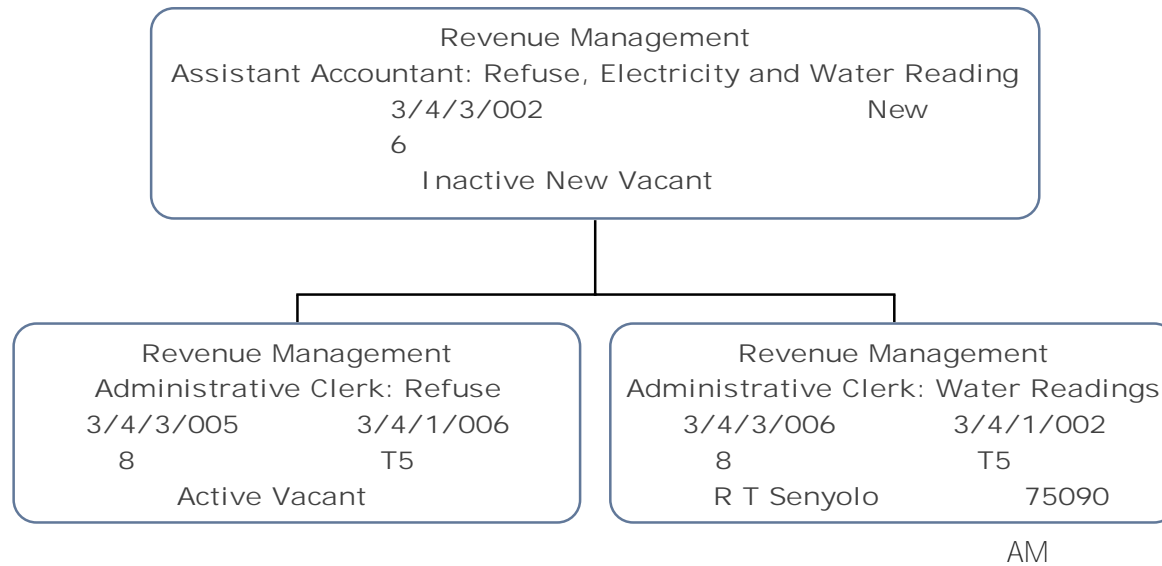 Revenue Management
Assistant Accountant: Refuse, Electricity and Water Reading
3/4/3/002 New
6
Inactive New Vacant
Revenue Management
Administrative Clerk: Refuse
3/4/3/005 3/4/1/006
8 T5
Active Vacant
Revenue Management
Administrative Clerk: Water Readings
3/4/3/006 3/4/1/002
8 T5
R T Senyolo 75090
AM